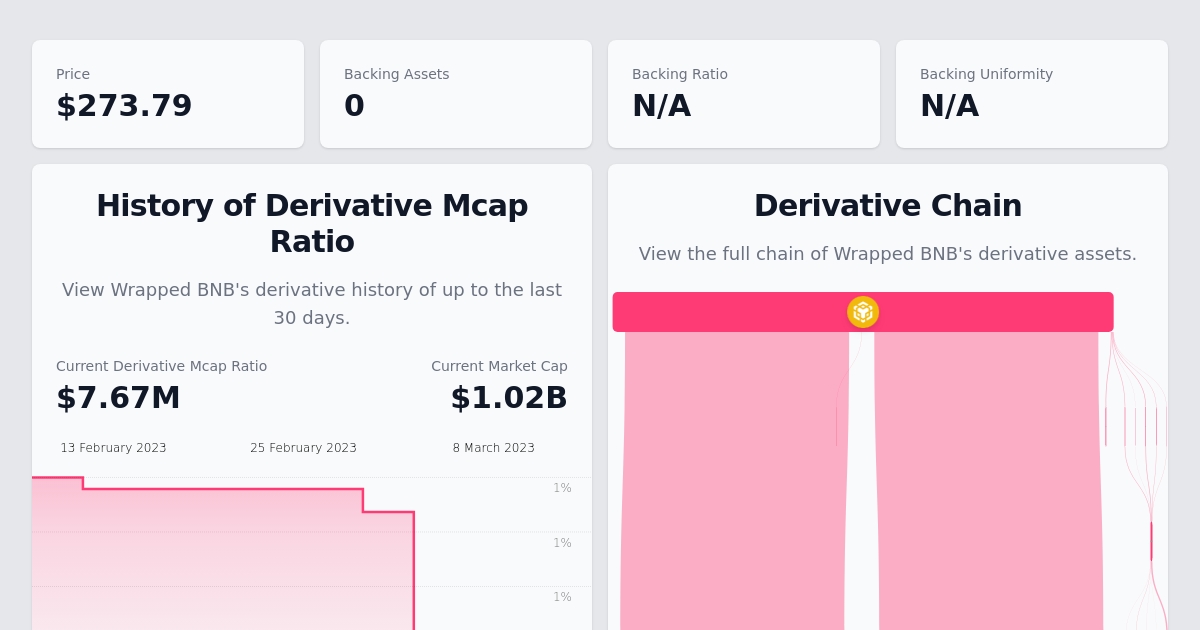 Price
$273.79
Backing Assets
0
Backing Ratio
N/A
Backing Uniformity
N/A
History of Derivative Mcap
Ratio
View Wrapped BNB's derivative history of up to the last
30 days.
Current Derivative Mcap Ratio
$7.67M
Current Market Cap
$1.02B
13 February 2023
25 February 2023
8 March 2023
1%
1%
1%
Derivative Chain
View the full chain of Wrapped BNB's derivative assets.